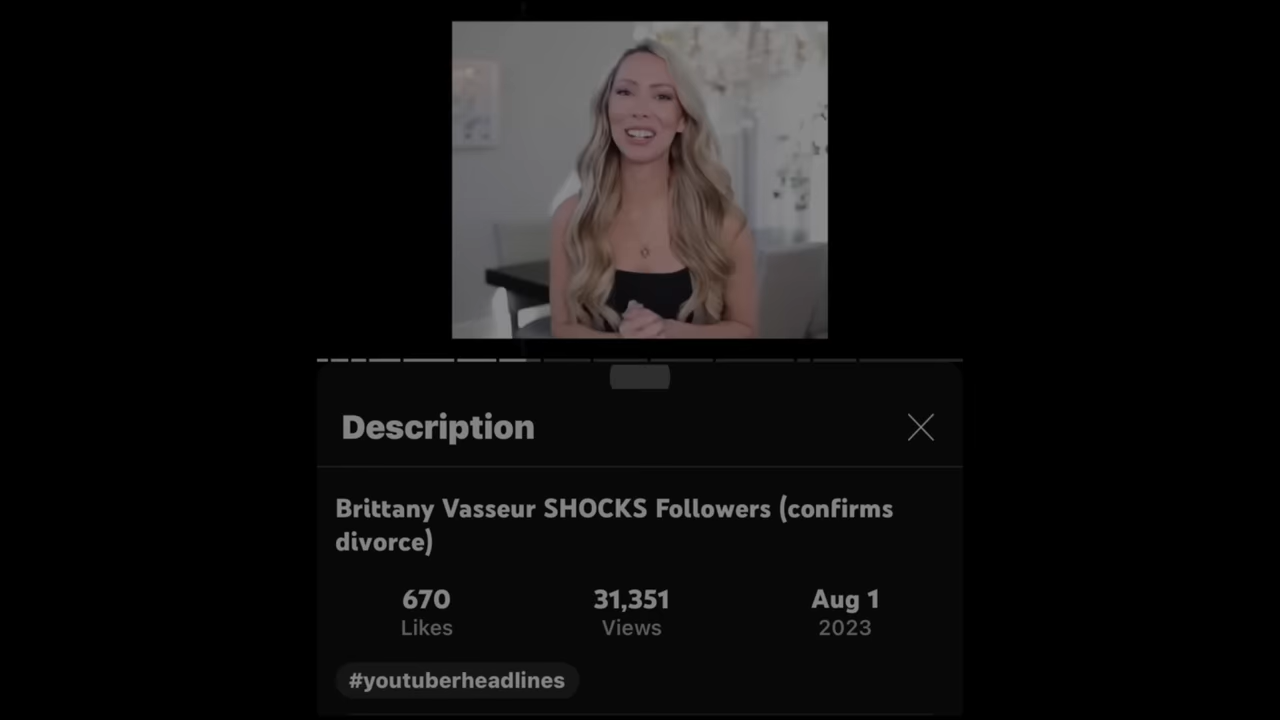 Description
Brittany Vasseur SHOCKS Followers (confirms
divorce)
670 31,351 Aug 1
Likes Views 2023
#youtuberheadlines